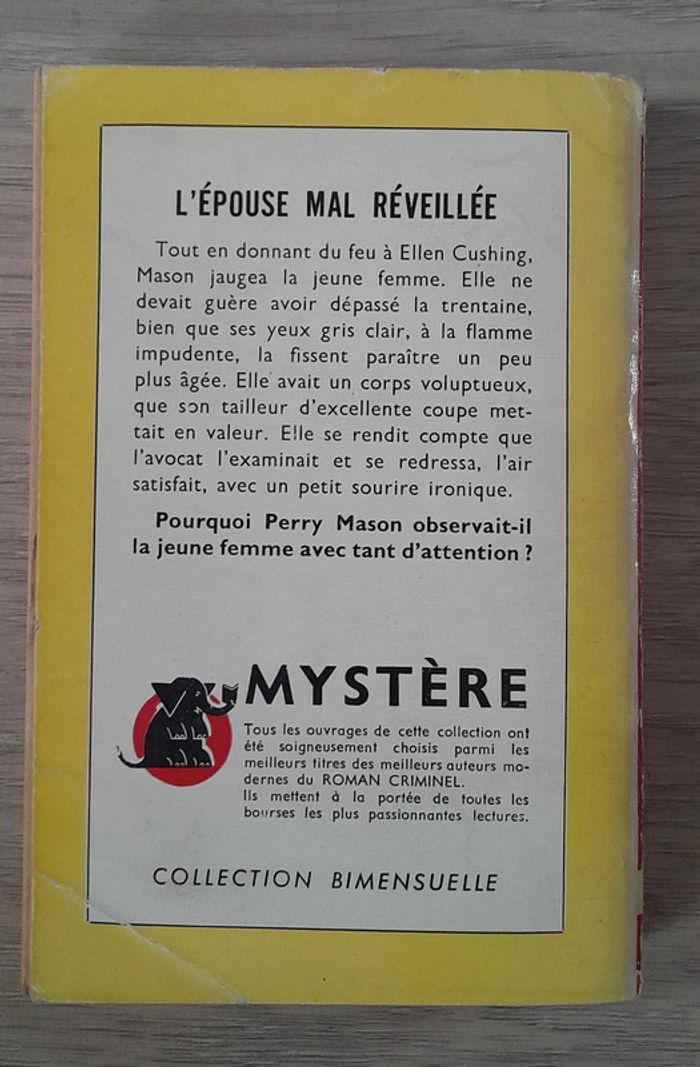 L'ÉPOUSE MAL RÉVEILLÉE
Tout en donnant du feu à Ellen Cushing,
Mason jaugea la jeune femme. Elle ne
devait guère avoir dépassé la trentaine,
bien que ses yeux gris clair, à la flamme
impudente, la fissent paraître un peu
plus âgée. Elle avait un corps voluptueux,
que son tailleur d'excellente coupe met-
tait en valeur. Elle se rendit compte que
l'avocat l'examinait et se redressa, l'air
satisfait, avec un petit sourire ironique.
Pourquoi Perry Mason observait-il
la jeune femme avec tant d'attention ?
MYSTÈRE
Tous les ouvrages de cette collection ont
été soigneusement choisis parmi les
meilleurs titres des meilleurs auteurs mo-
dernes du ROMAN CRIMINEL.
Ils mettent à la portée de toutes les
bourses les plus passionnantes lectures.
COLLECTION BIMENSUELLE